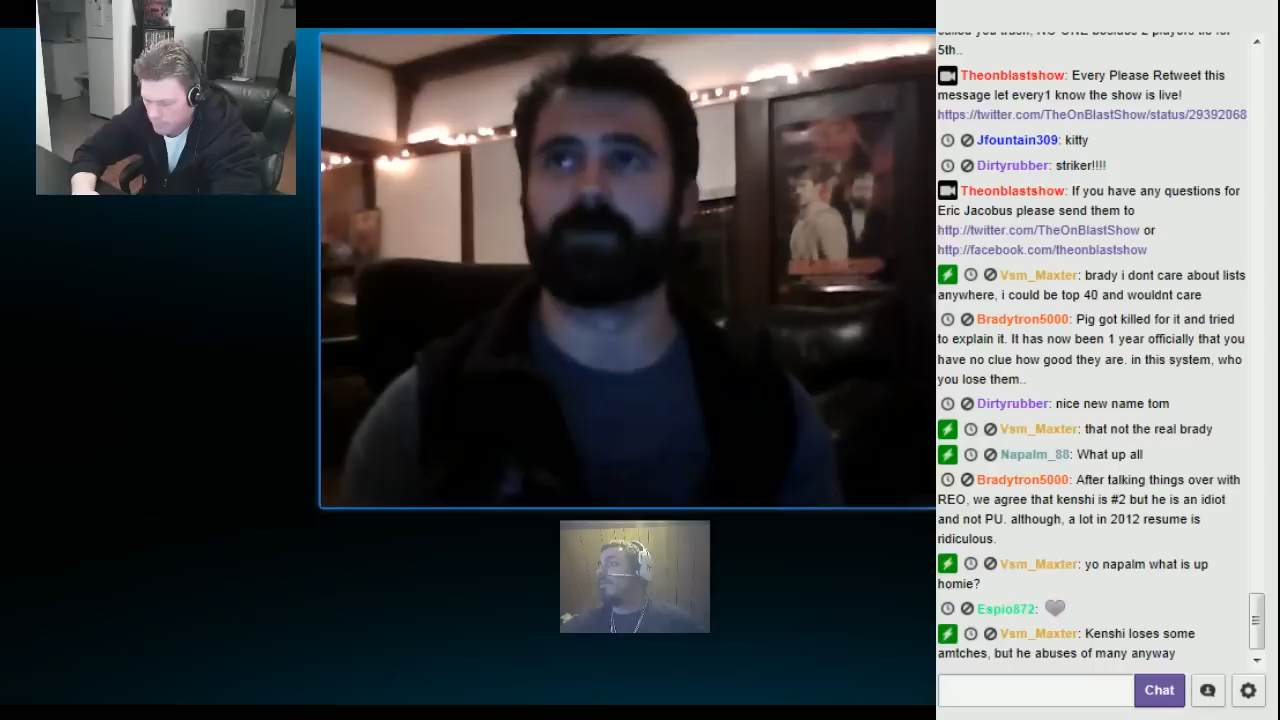 called you trash, NO ONE besides 2 players tie for
5th..
Theonblastshow: Every Please Retweet this
message let every1 know the show is live!
https://twitter.com/TheOnBlastShow/status/29392068
Jfountain309: kitty
Dirtyrubber: striker!!!!
Theonblastshow: If you have any questions for
Eric Jacobus please send them to
http://twitter.com/TheOnBlastShow or
http://facebook.com/theonblastshow
Vsm_Maxter: brady i dont care about lists
anywhere, i could be top 40 and wouldnt care
Bradytron5000: Pig got killed for it and tried
to explain it. It has now been 1 year officially that you
have no clue how good they are. in this system, who
you lose them..
Dirtyrubber: nice new name tom
Vsm_Maxter: that not the real brady
Napalm_88: What up all
Bradytron5000: After talking things over with
REO, we agree that kenshi is #2 but he is an idiot
and not PU. although, a lot in 2012 resume is
ridiculous.
Vsm_Maxter: yo napalm what is up
homie?
Espio872:
Vsm_Maxter: Kenshi loses some
amtches, but he abuses of many anyway
Chat